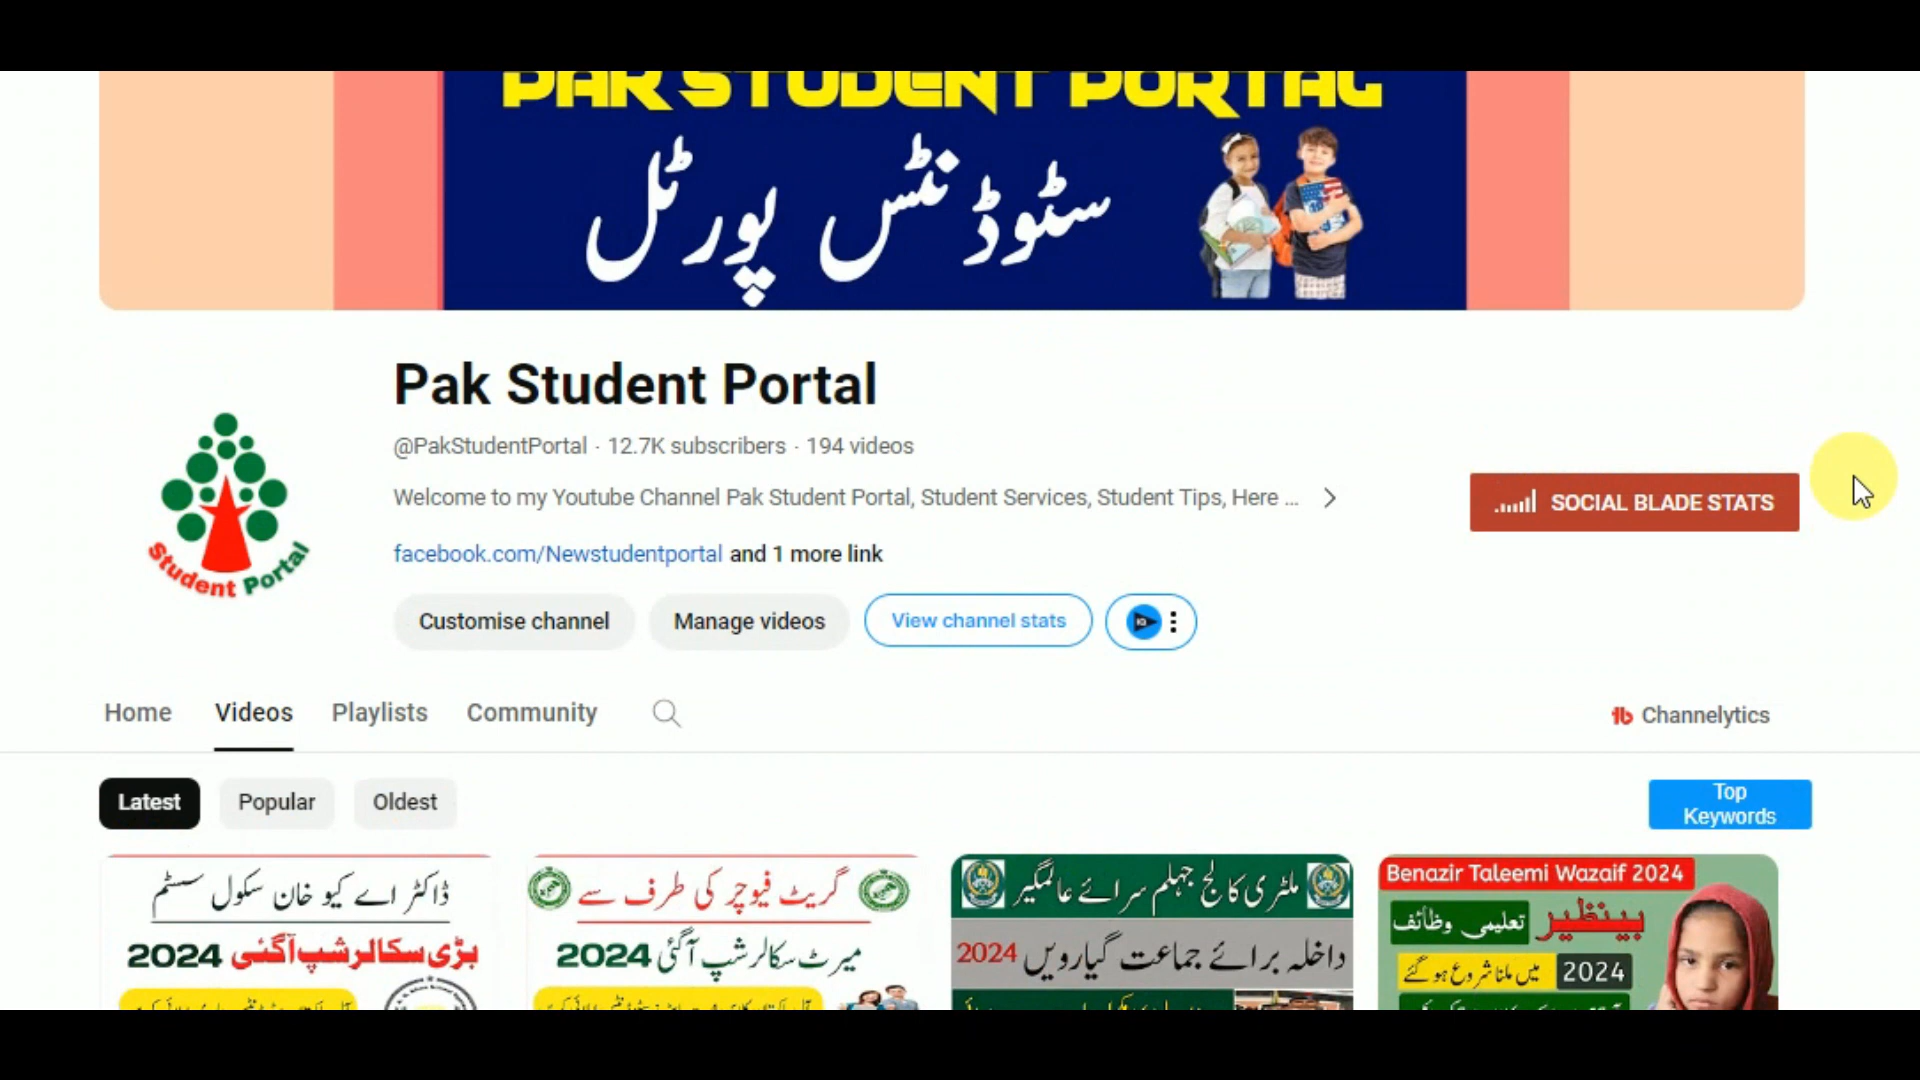 PAK STUDENT PORTAL
سٹوڈنٹس پورٹل
Pak Student Portal
@PakStudentPortal · 12.7K subscribers · 194 videos
Welcome to my Youtube Channel Pak Student Portal, Student Services, Student Tips, Here ...
SOCIAL BLADE STATS
facebook.com/Newstudentportal and 1 more link
Student Portal
Customise channel
Manage videos
View channel stats
Home
Videos
Playlists
Community
Channelytics
Latest
Popular
Oldest
Top
Keywords
ڈاکٹر اے کیو خان سکول سسٹم
بڑی سکالرشپ آگئی 2024
گریٹ فیوچر کی طرف سے
میرٹ سکالرشپ آگئی 2024
ملٹری کالج جہلم سرائے عالمگیر
داخلہ برائے جماعت گیارویں 2024
Benazir Taleemi Wazaif 2024
بینظیر
تعلیمی وظائف
2024 میں ملنا شروع ہو گئے